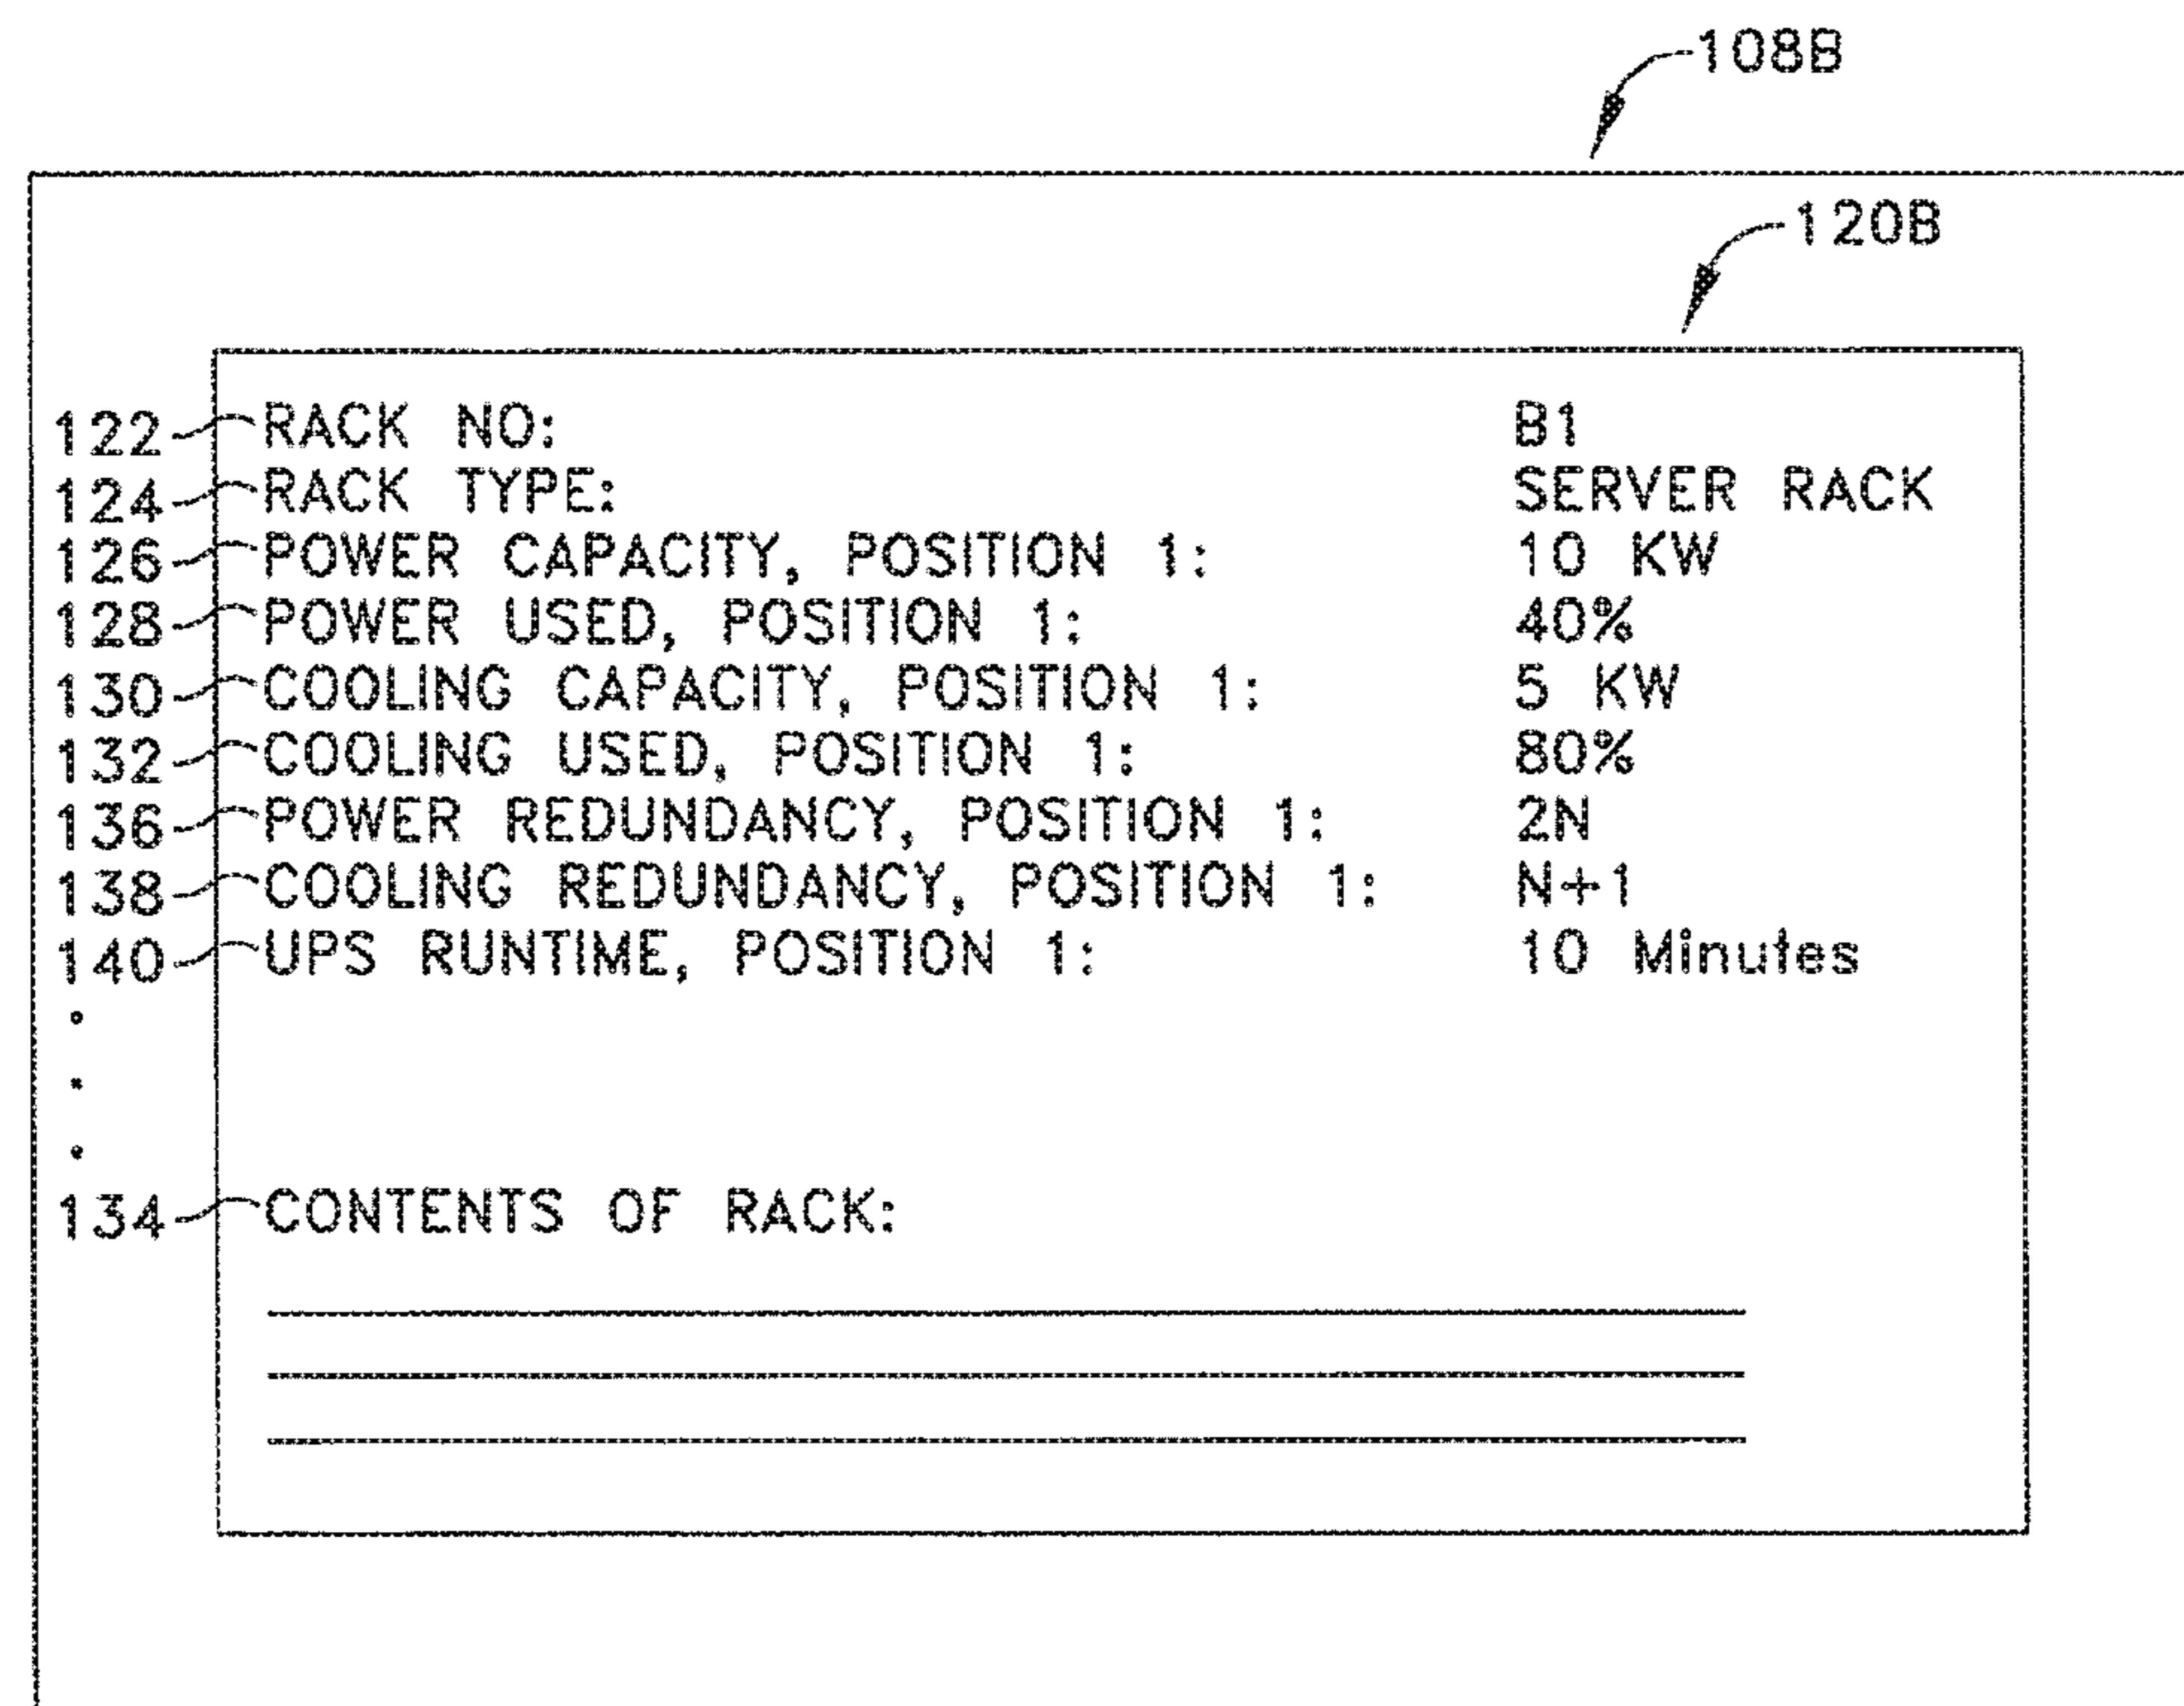 108B
120B
122 RACK NO: B1
124 RACK TYPE: SERVER RACK
126 POWER CAPACITY, POSITION 1: 10 KW
128 POWER USED, POSITION 1: 40%
130 COOLING CAPACITY, POSITION 1: 5 KW
132 COOLING USED, POSITION 1: 80%
136 POWER REDUNDANCY, POSITION 1: 2N
138 COOLING REDUNDANCY, POSITION 1: N+1
140 UPS RUNTIME, POSITION 1: 10 Minutes
134 CONTENTS OF RACK: